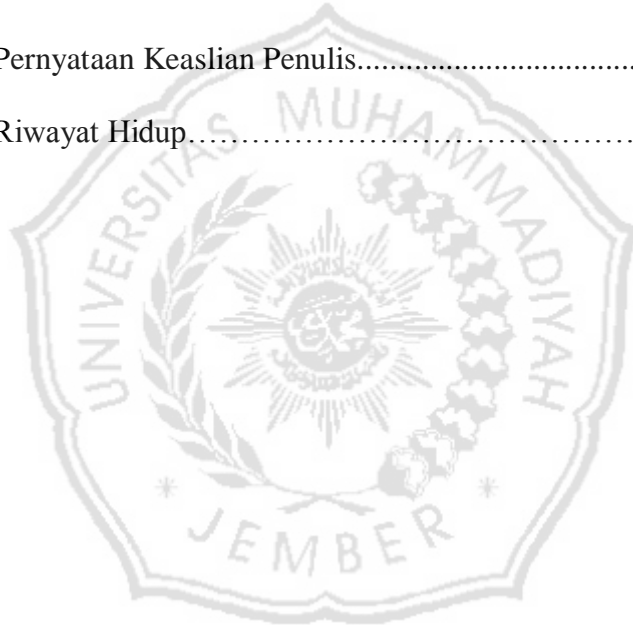 Pernyataan Keaslian Penulis..................................
Riwayat Hidup…………………………………………
UNIVERSITAS MUHAMMADIYAH
JEMBER